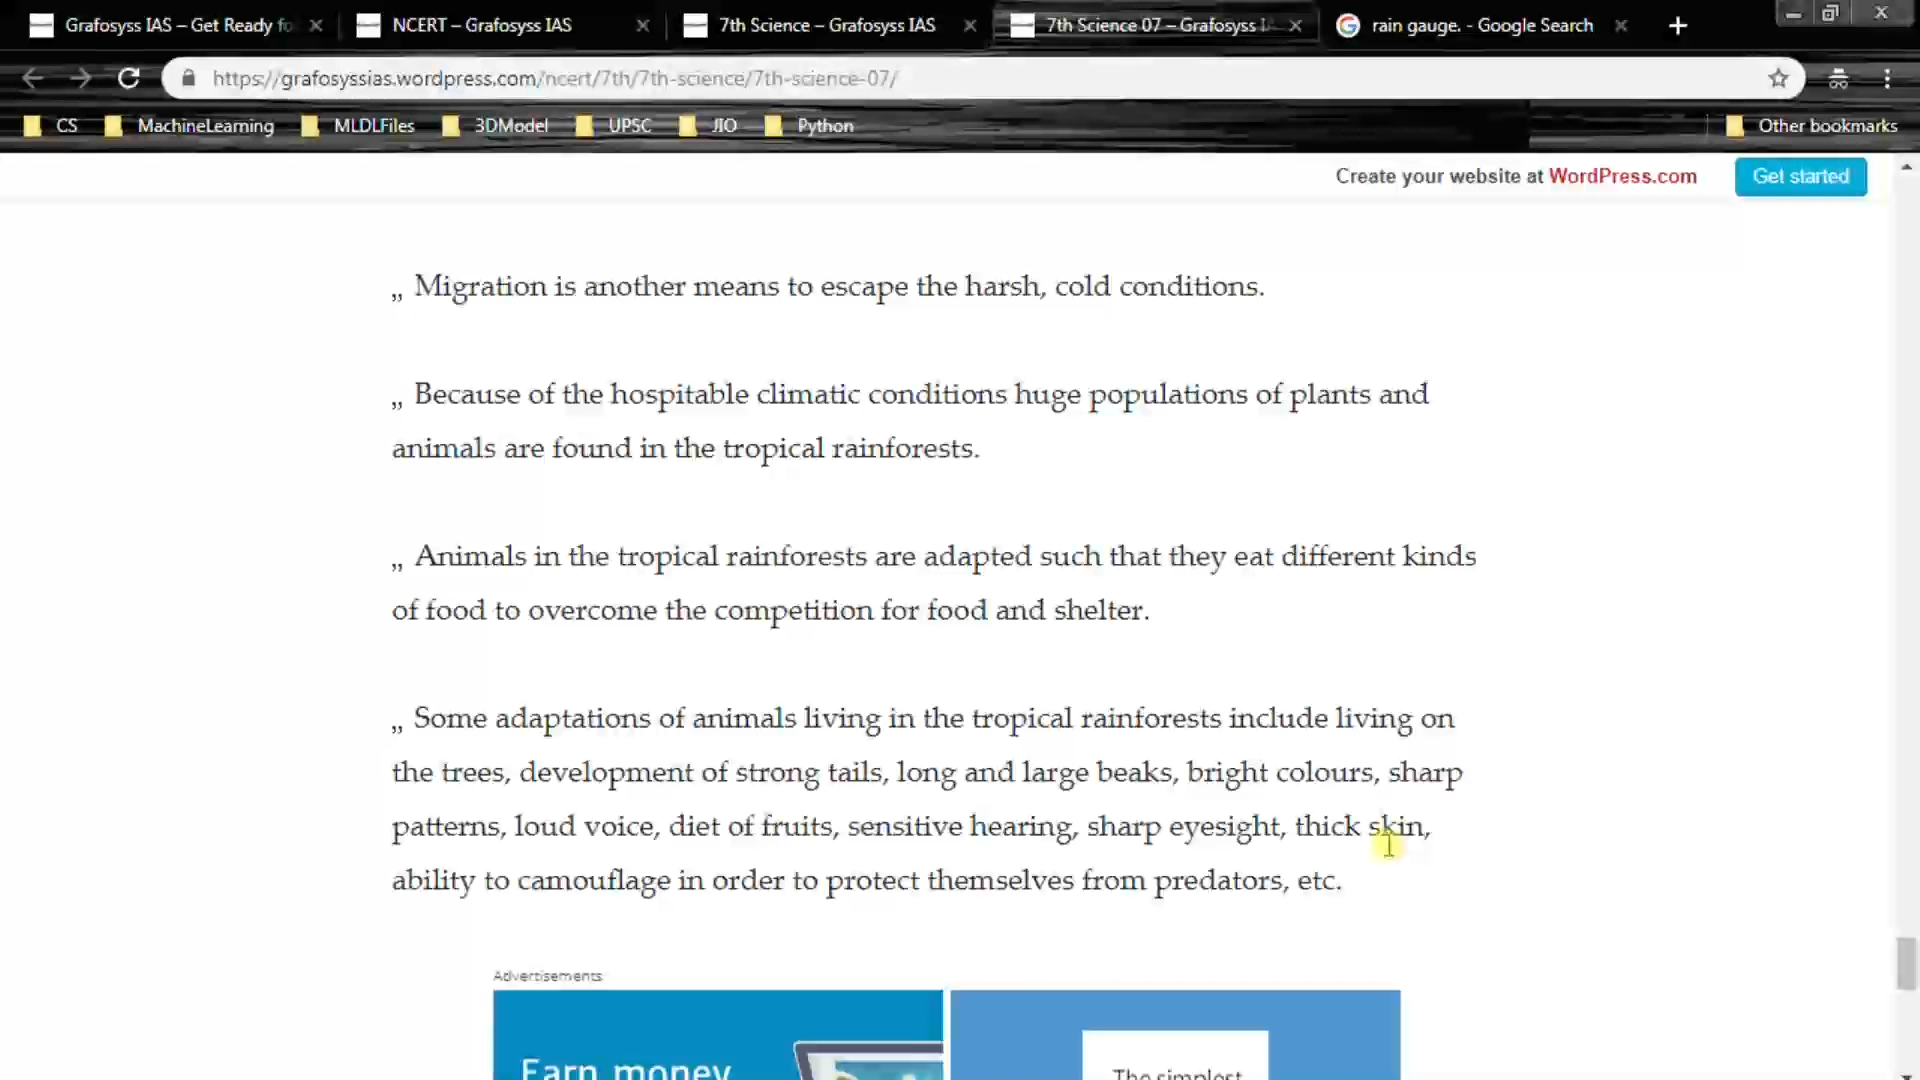 Grafosyss IAS – Get Ready fo
NCERT – Grafosyss IAS
7th Science – Grafosyss IAS
7th Science 07 – Grafosyss I
rain gauge. - Google Search
https://grafosyssias.wordpress.com/ncert/7th/7th-science/7th-science-07/
CS
MachineLearning
MLDLFiles
3DModel
UPSC
JIO
Python
Other bookmarks
Create your website at WordPress.com
Get started
„ Migration is another means to escape the harsh, cold conditions.
„ Because of the hospitable climatic conditions huge populations of plants and
animals are found in the tropical rainforests.
„ Animals in the tropical rainforests are adapted such that they eat different kinds
of food to overcome the competition for food and shelter.
„ Some adaptations of animals living in the tropical rainforests include living on
the trees, development of strong tails, long and large beaks, bright colours, sharp
patterns, loud voice, diet of fruits, sensitive hearing, sharp eyesight, thick skin,
ability to camouflage in order to protect themselves from predators, etc.
Advertisements
Earn money
The simplest